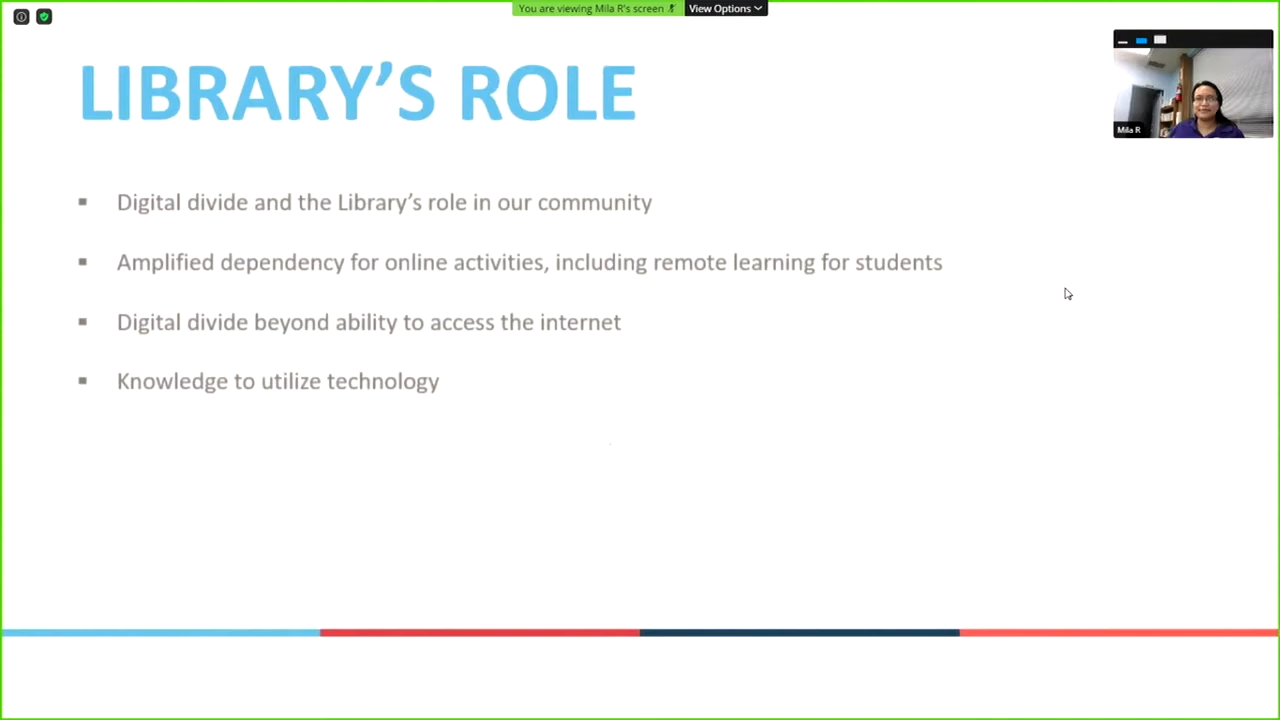 You are viewing Mila R's screen
View Options
LIBRARY’S ROLE
Mila R
▪ Digital divide and the Library’s role in our community
▪ Amplified dependency for online activities, including remote learning for students
▪ Digital divide beyond ability to access the internet
▪ Knowledge to utilize technology